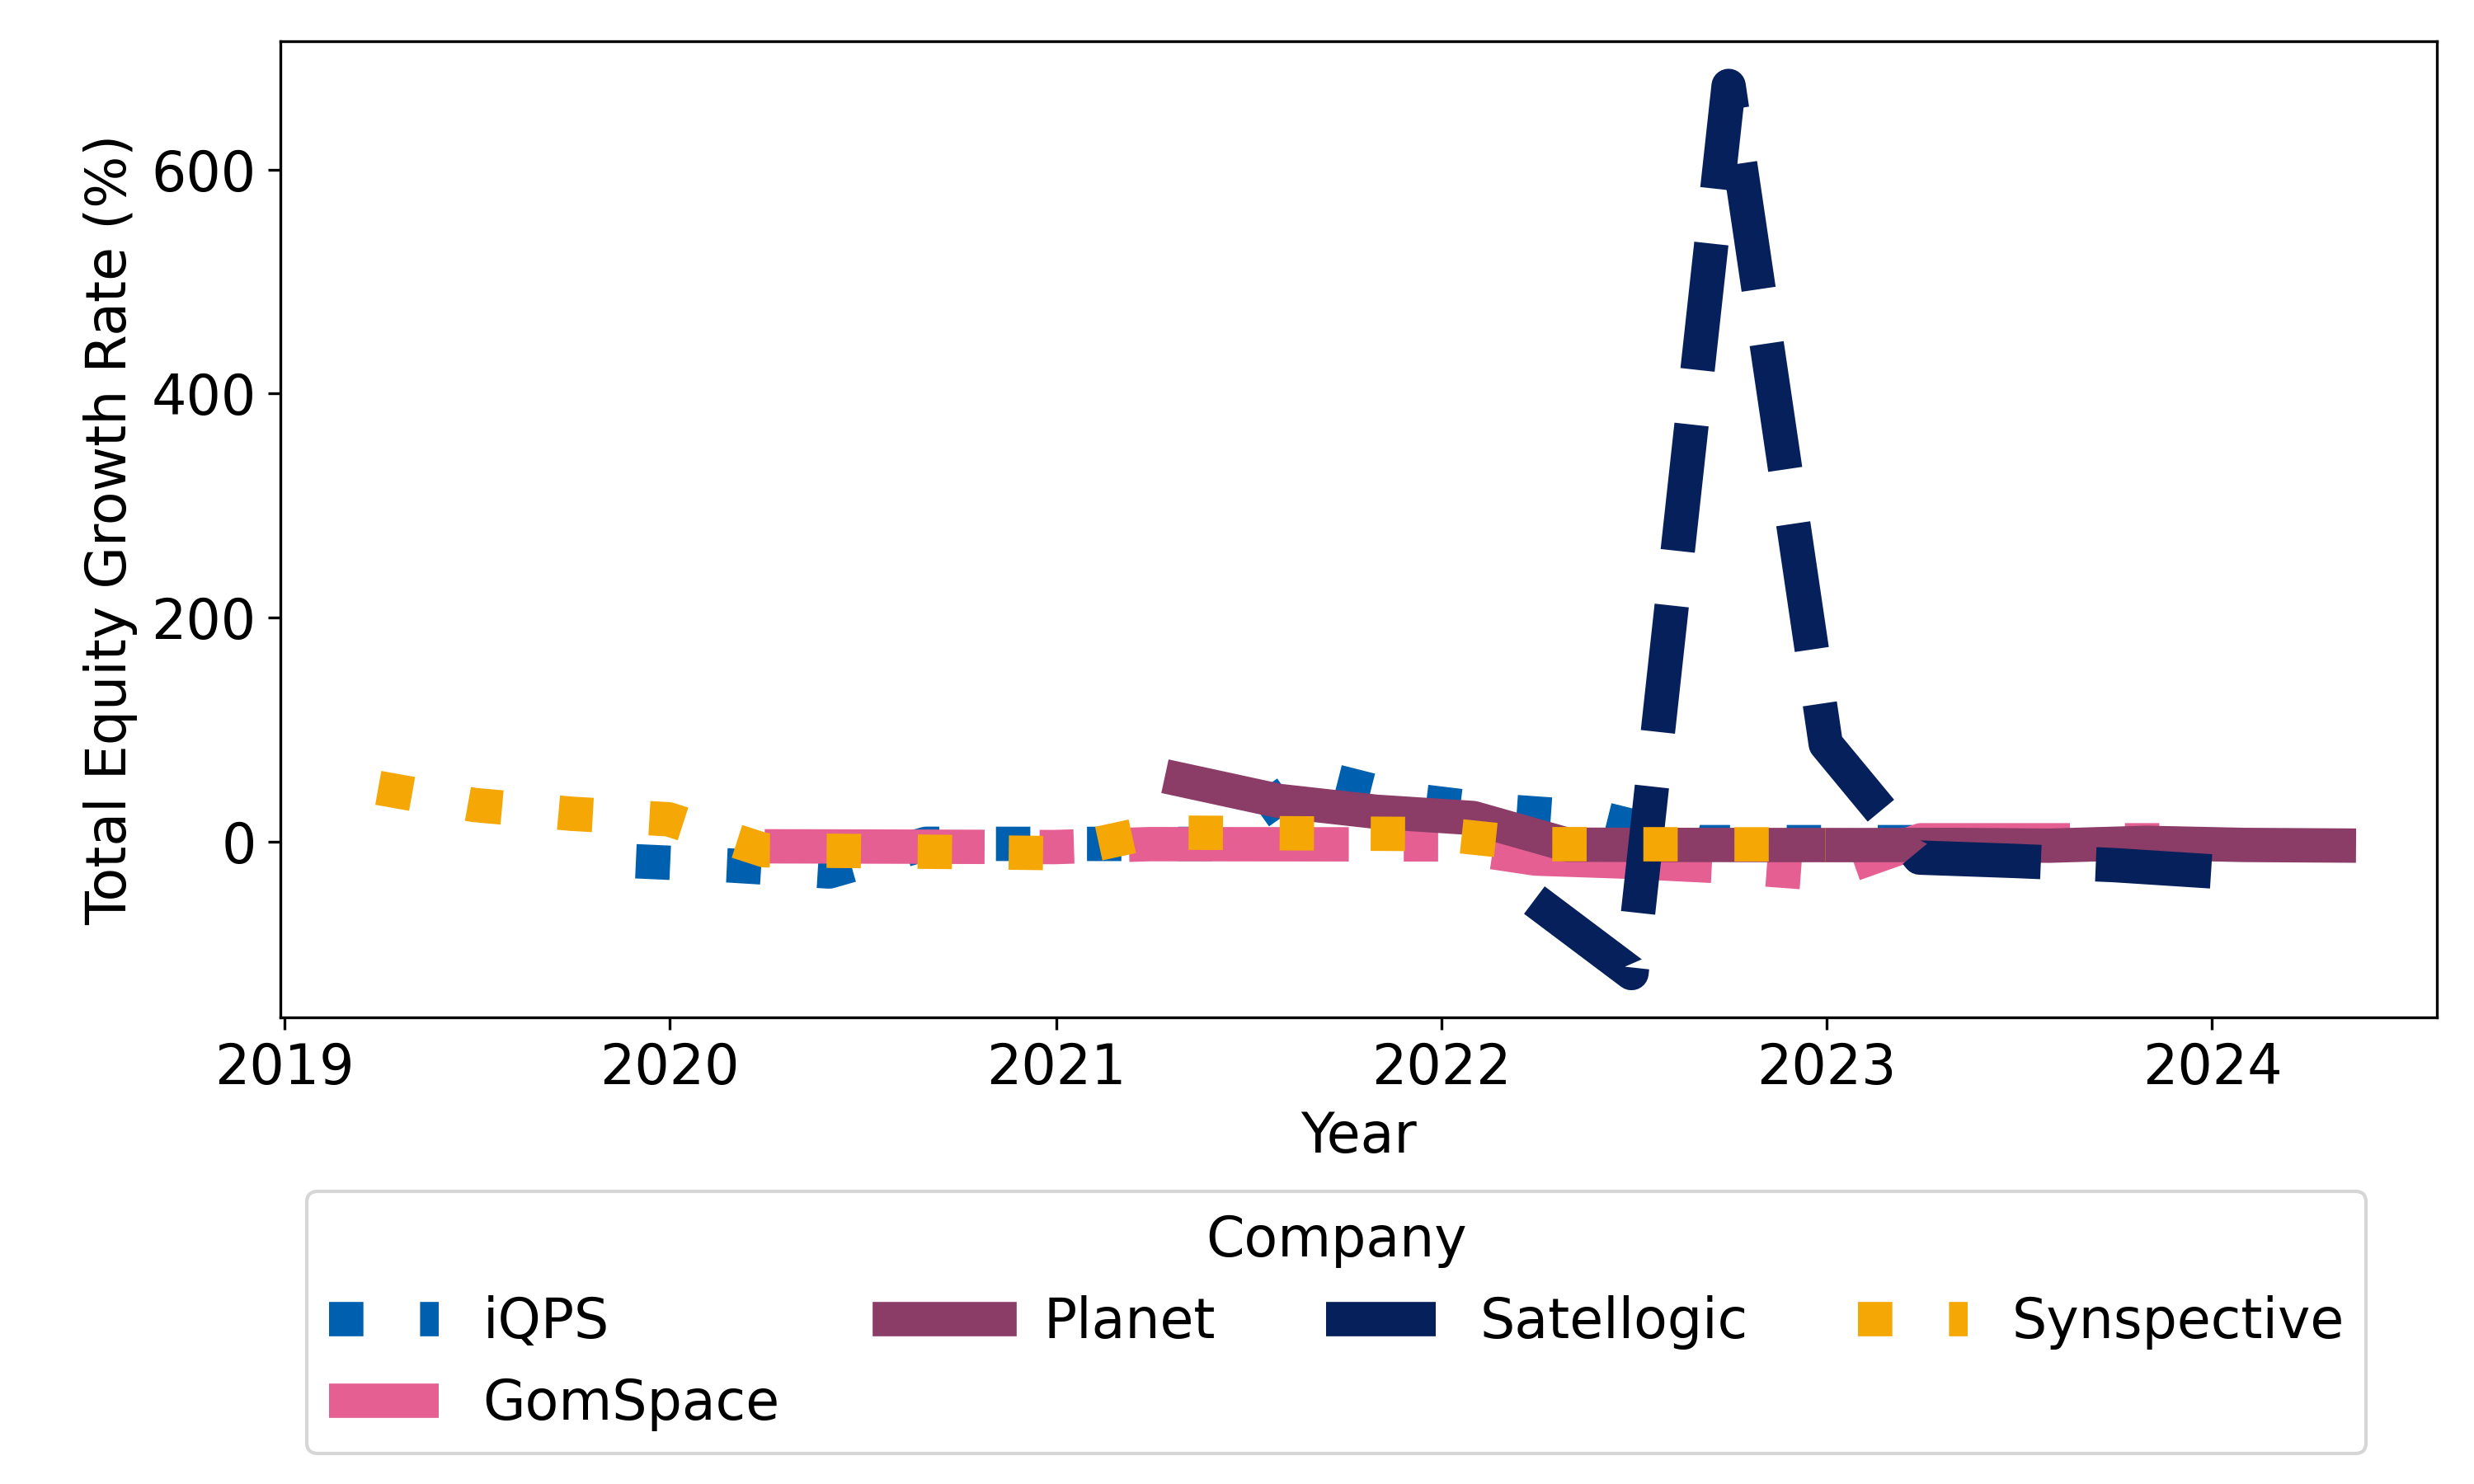 Total Equity Growth Rate (%)
600
400
200
0
2019 2020 2021 2022 2023 2024
Year
Company
iQPS Planet Satellogic Synspective
GomSpace